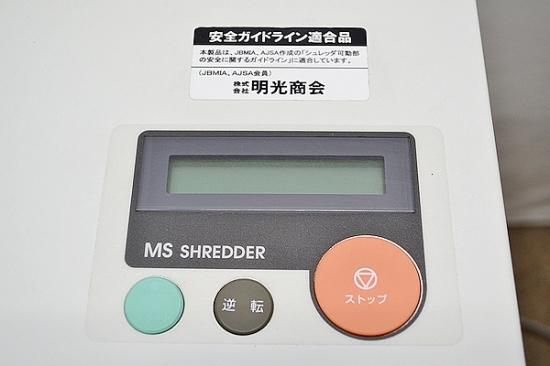 安全ガイドライン適合品
本製品は、JBMIA、AJSA作成の「シュレッダ可動部
の安全に関するガイドライン」に適合しています。
(JBMIA、AJSA会員)
株式会社 明光商会
MS SHREDDER
逆転
ストップ